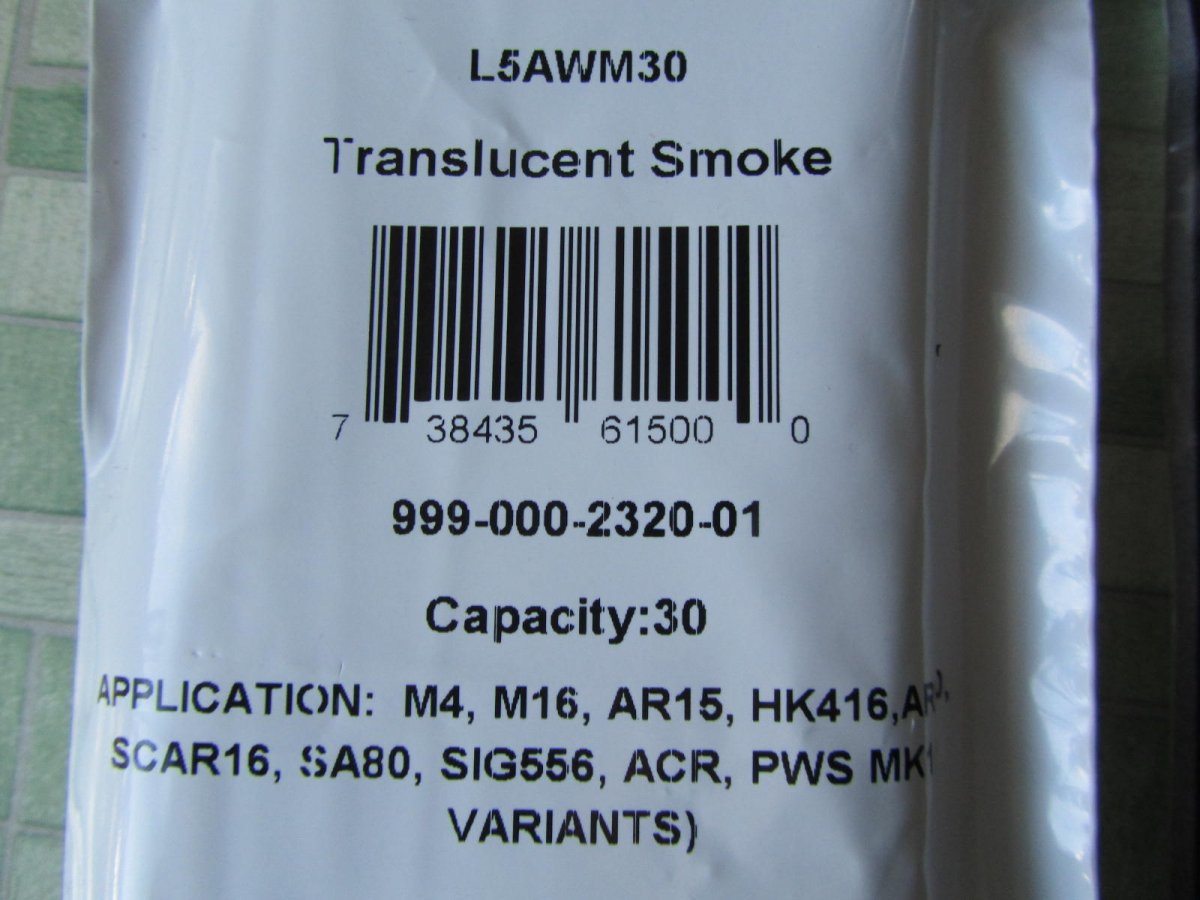 L5AWM30
Translucent Smoke
7 38435 61500 0
999-000-2320-01
Capacity:30
APPLICATION: M4, M16, AR15, HK416,
SCAR16, SA80, SIG556, ACR, PWS
VARIANTS)